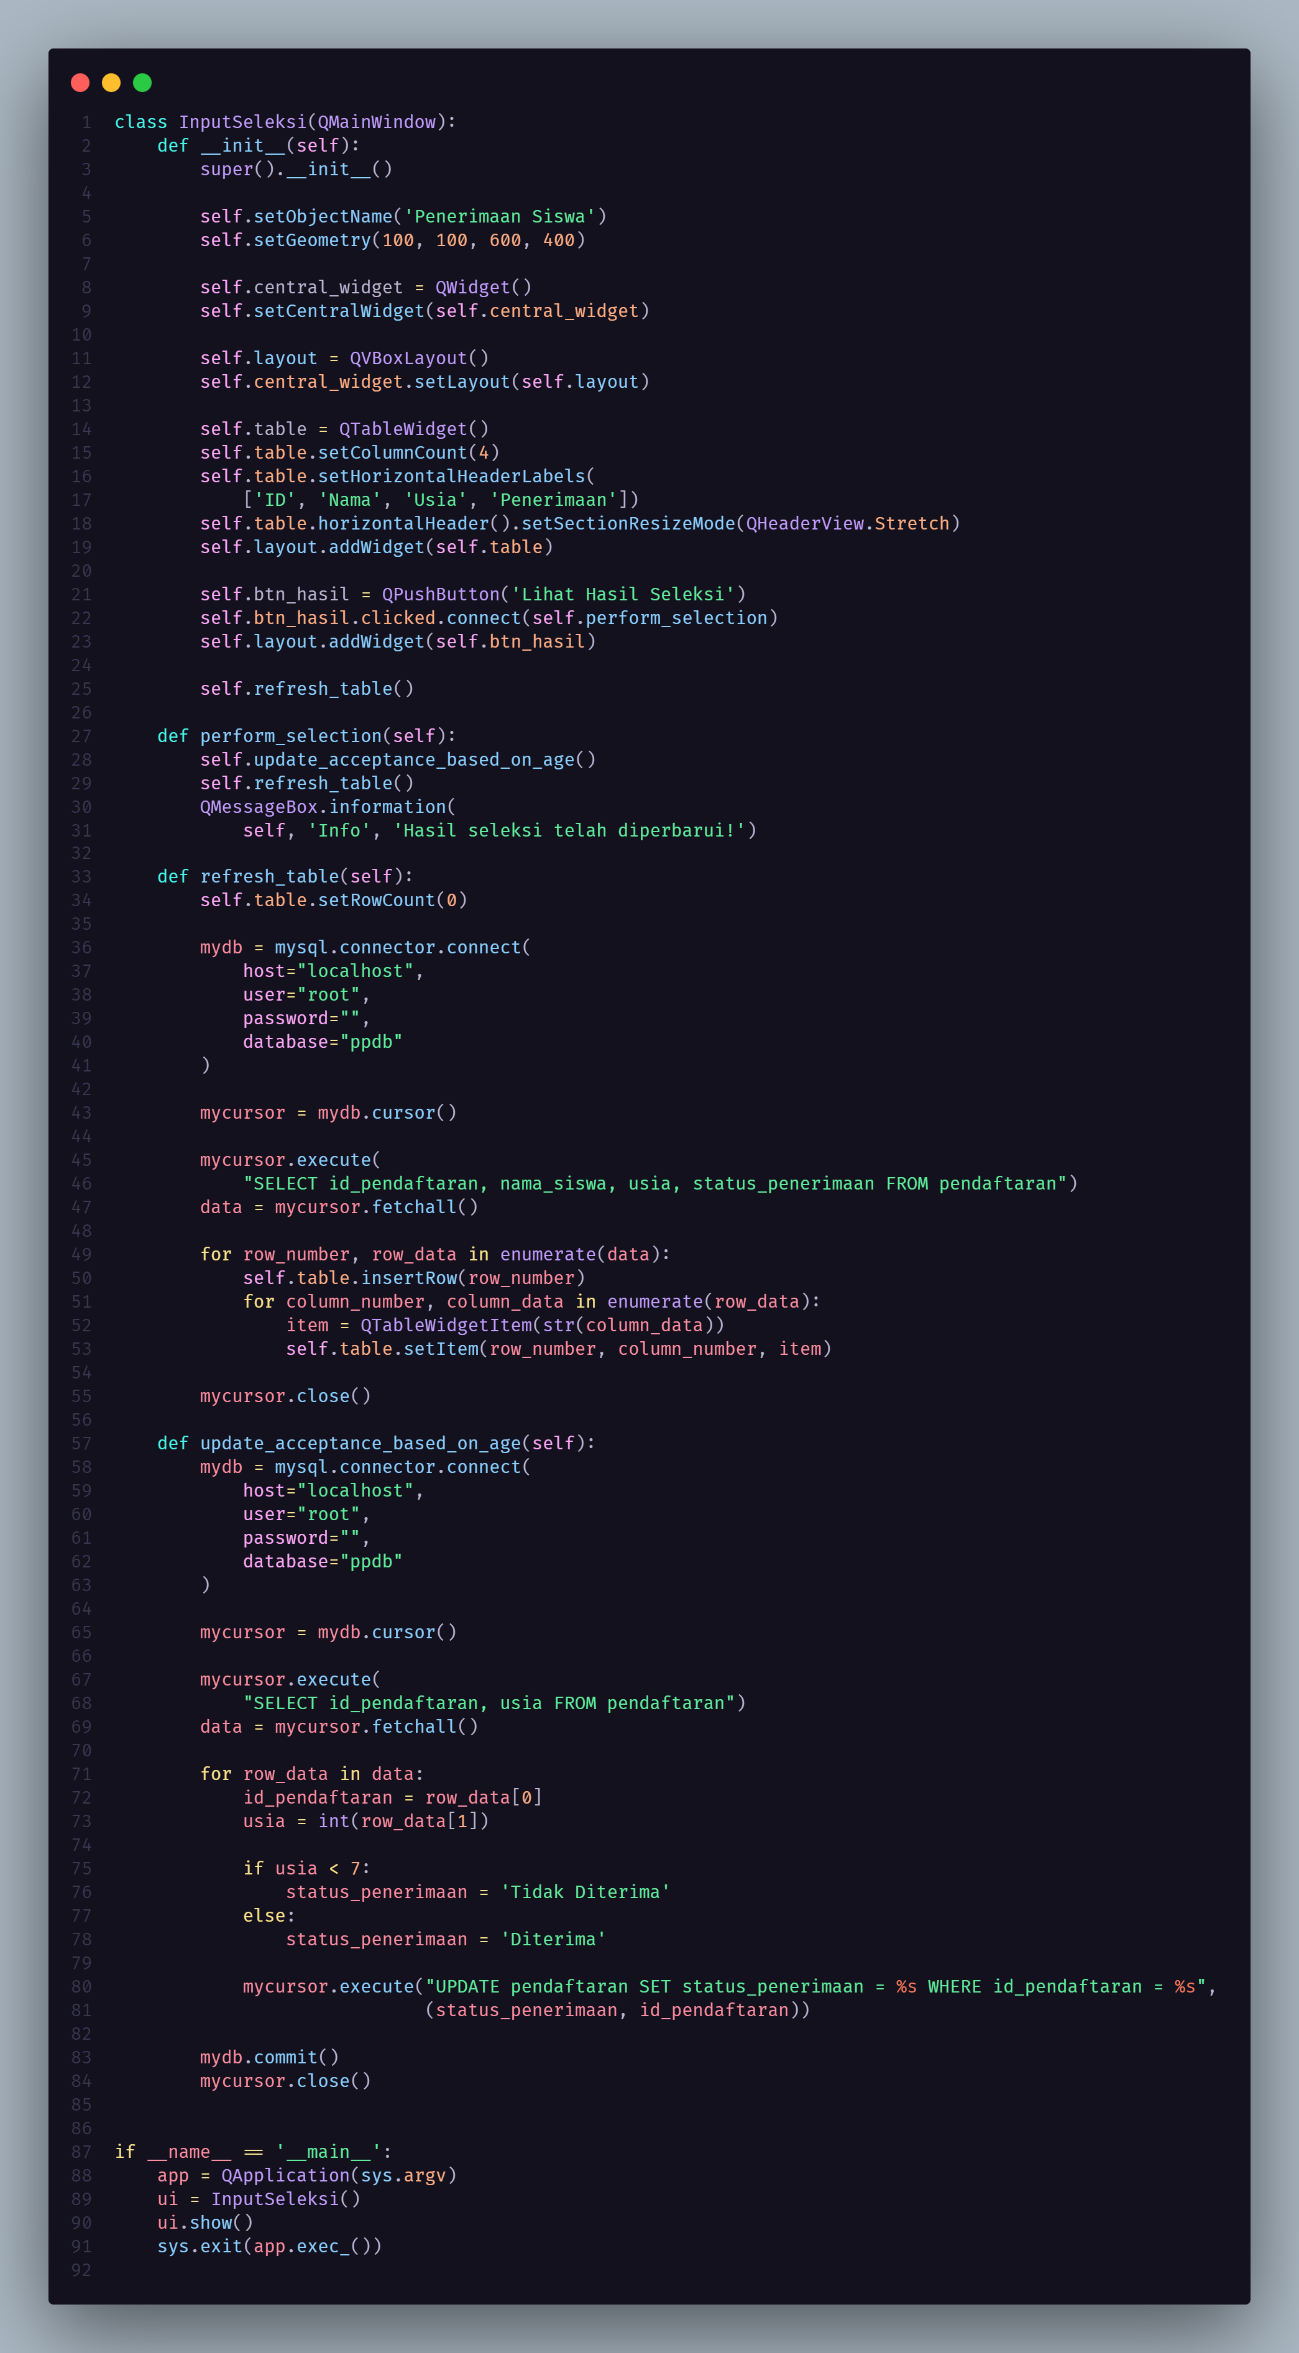 1 class InputSeleksi(QMainWindow):
2     def __init__(self):
3         super().__init__()
4
5         self.setObjectName('Penerimaan Siswa')
6         self.setGeometry(100, 100, 600, 400)
7
8         self.central_widget = QWidget()
9         self.setCentralWidget(self.central_widget)
10
11         self.layout = QVBoxLayout()
12         self.central_widget.setLayout(self.layout)
13
14         self.table = QTableWidget()
15         self.table.setColumnCount(4)
16         self.table.setHorizontalHeaderLabels(
17             ['ID', 'Nama', 'Usia', 'Penerimaan'])
18         self.table.horizontalHeader().setSectionResizeMode(QHeaderView.Stretch)
19         self.layout.addWidget(self.table)
20
21         self.btn_hasil = QPushButton('Lihat Hasil Seleksi')
22         self.btn_hasil.clicked.connect(self.perform_selection)
23         self.layout.addWidget(self.btn_hasil)
24
25         self.refresh_table()
26
27     def perform_selection(self):
28         self.update_acceptance_based_on_age()
29         self.refresh_table()
30         QMessageBox.information(
31             self, 'Info', 'Hasil seleksi telah diperbarui!')
32
33     def refresh_table(self):
34         self.table.setRowCount(0)
35
36         mydb = mysql.connector.connect(
37             host="localhost",
38             user="root",
39             password="",
40             database="ppdb"
41         )
42
43         mycursor = mydb.cursor()
44
45         mycursor.execute(
46             "SELECT id_pendaftaran, nama_siswa, usia, status_penerimaan FROM pendaftaran")
47         data = mycursor.fetchall()
48
49         for row_number, row_data in enumerate(data):
50             self.table.insertRow(row_number)
51             for column_number, column_data in enumerate(row_data):
52                 item = QTableWidgetItem(str(column_data))
53                 self.table.setItem(row_number, column_number, item)
54
55         mycursor.close()
56
57     def update_acceptance_based_on_age(self):
58         mydb = mysql.connector.connect(
59             host="localhost",
60             user="root",
61             password="",
62             database="ppdb"
63         )
64
65         mycursor = mydb.cursor()
66
67         mycursor.execute(
68             "SELECT id_pendaftaran, usia FROM pendaftaran")
69         data = mycursor.fetchall()
70
71         for row_data in data:
72             id_pendaftaran = row_data[0]
73             usia = int(row_data[1])
74
75             if usia < 7:
76                 status_penerimaan = 'Tidak Diterima'
77             else:
78                 status_penerimaan = 'Diterima'
79
80             mycursor.execute("UPDATE pendaftaran SET status_penerimaan = %s WHERE id_pendaftaran = %s",
81                              (status_penerimaan, id_pendaftaran))
82
83         mydb.commit()
84         mycursor.close()
85
86
87 if __name__ == '__main__':
88     app = QApplication(sys.argv)
89     ui = InputSeleksi()
90     ui.show()
91     sys.exit(app.exec_())
92